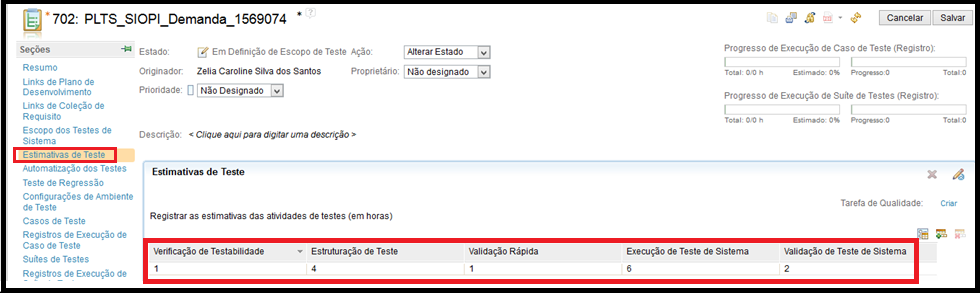 * 702: PLTS_SIOPI_Demanda_1569074 *
Cancelar Salvar
Seções
Resumo
Links de Plano de
Desenvolvimento
Links de Coleção de
Requisito
Escopo dos Testes de
Sistema
Estimativas de Teste
Automatização dos Testes
Teste de Regressão
Configurações de Ambiente
de Teste
Casos de Teste
Registros de Execução de
Caso de Teste
Suítes de Testes
Registros de Execução de
Estado: Em Definição de Escopo de Teste Ação: Alterar Estado
Originador: Zelia Caroline Silva dos Santos Proprietário: Não designado
Prioridade: Não Designado
Descrição: < Clique aqui para digitar uma descrição >
Progresso de Execução de Caso de Teste (Registro):
Total: 0/0 h Estimado: 0% Progresso:0 Total:0
Progresso de Execução de Suíte de Testes (Registro):
Total: 0/0 h Estimado: 0% Progresso:0 Total:0
Estimativas de Teste
Tarefa de Qualidade: Criar
Registrar as estimativas das atividades de testes (em horas)
Verificação de Testabilidade Estruturação de Teste Validação Rápida Execução de Teste de Sistema Validação de Teste de Sistema
1 4 1 6 2